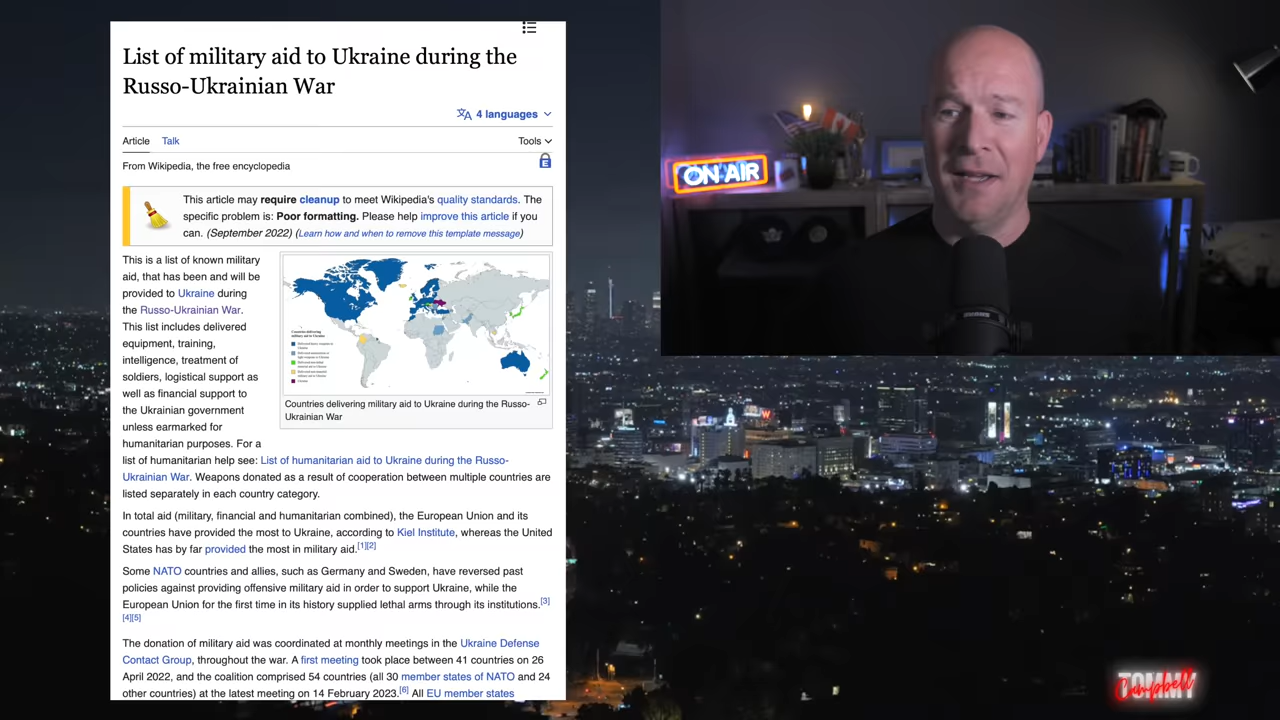 List of military aid to Ukraine during the
Russo-Ukrainian War
4 languages
Article Talk Tools
From Wikipedia, the free encyclopedia
This article may require cleanup to meet Wikipedia's quality standards. The
specific problem is: Poor formatting. Please help improve this article if you
can. (September 2022) (Learn how and when to remove this template message)
This is a list of known military
aid, that has been and will be
provided to Ukraine during
the Russo-Ukrainian War.
This list includes delivered
equipment, training,
intelligence, treatment of
soldiers, logistical support as
well as financial support to
the Ukrainian government
unless earmarked for
humanitarian purposes. For a
list of humanitarian help see: List of humanitarian aid to Ukraine during the Russo-
Ukrainian War. Weapons donated as a result of cooperation between multiple countries are
listed separately in each country category.
Countries delivering military aid to Ukraine during the Russo-
Ukrainian War
In total aid (military, financial and humanitarian combined), the European Union and its
countries have provided the most to Ukraine, according to Kiel Institute, whereas the United
States has by far provided the most in military aid.[1][2]
Some NATO countries and allies, such as Germany and Sweden, have reversed past
policies against providing offensive military aid in order to support Ukraine, while the
European Union for the first time in its history supplied lethal arms through its institutions.[3]
[4][5]
The donation of military aid was coordinated at monthly meetings in the Ukraine Defense
Contact Group, throughout the war. A first meeting took place between 41 countries on 26
April 2022, and the coalition comprised 54 countries (all 30 member states of NATO and 24
other countries) at the latest meeting on 14 February 2023.[6] All EU member states
ON AIR
TOMMY
Campbell